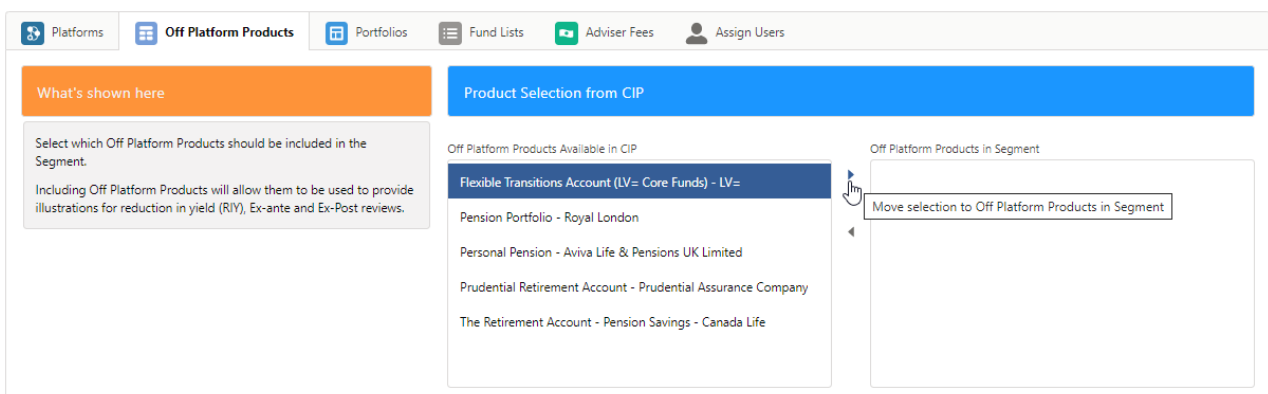 Platforms
Off Platform Products
Portfolios
Fund Lists
Adviser Fees
Assign Users
What's shown here
Select which Off Platform Products should be included in the
Segment.
Including Off Platform Products will allow them to be used to provide
illustrations for reduction in yield (RIY), Ex-ante and Ex-Post reviews.
Product Selection from CIP
Off Platform Products Available in CIP
Flexible Transitions Account (LV= Core Funds) - LV=
Pension Portfolio - Royal London
Personal Pension - Aviva Life & Pensions UK Limited
Prudential Retirement Account - Prudential Assurance Company
The Retirement Account - Pension Savings - Canada Life
Off Platform Products in Segment
Move selection to Off Platform Products in Segment